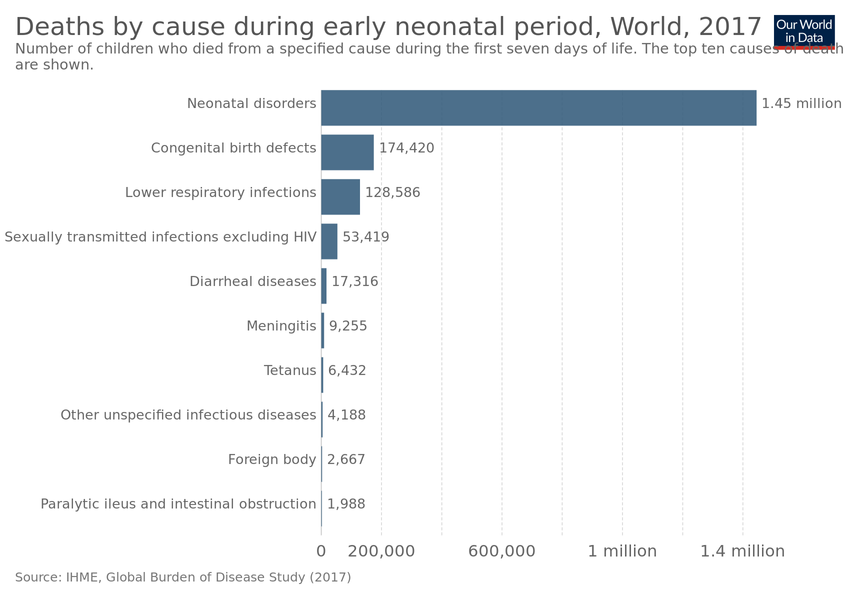 Deaths by cause during early neonatal period, World, 2017
Our World
in Data
Number of children who died from a specified cause during the first seven days of life. The top ten causes of death
are shown.
Neonatal disorders 1.45 million
Congenital birth defects 174,420
Lower respiratory infections 128,586
Sexually transmitted infections excluding HIV 53,419
Diarrheal diseases 17,316
Meningitis 9,255
Tetanus 6,432
Other unspecified infectious diseases 4,188
Foreign body 2,667
Paralytic ileus and intestinal obstruction 1,988
0 200,000 600,000 1 million 1.4 million
Source: IHME, Global Burden of Disease Study (2017)